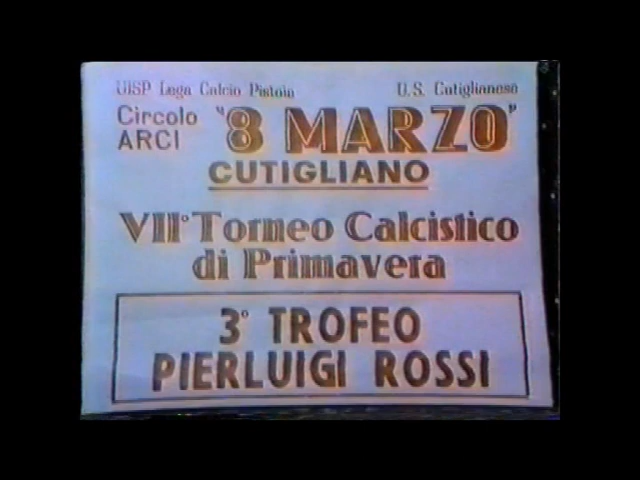 UISP Lega Calcio Pistoia U.S. Cutiglianese
Circolo ARCI "8 MARZO"
CUTIGLIANO
VII° Torneo Calcistico
di Primavera
3° TROFEO
PIERLUIGI ROSSI